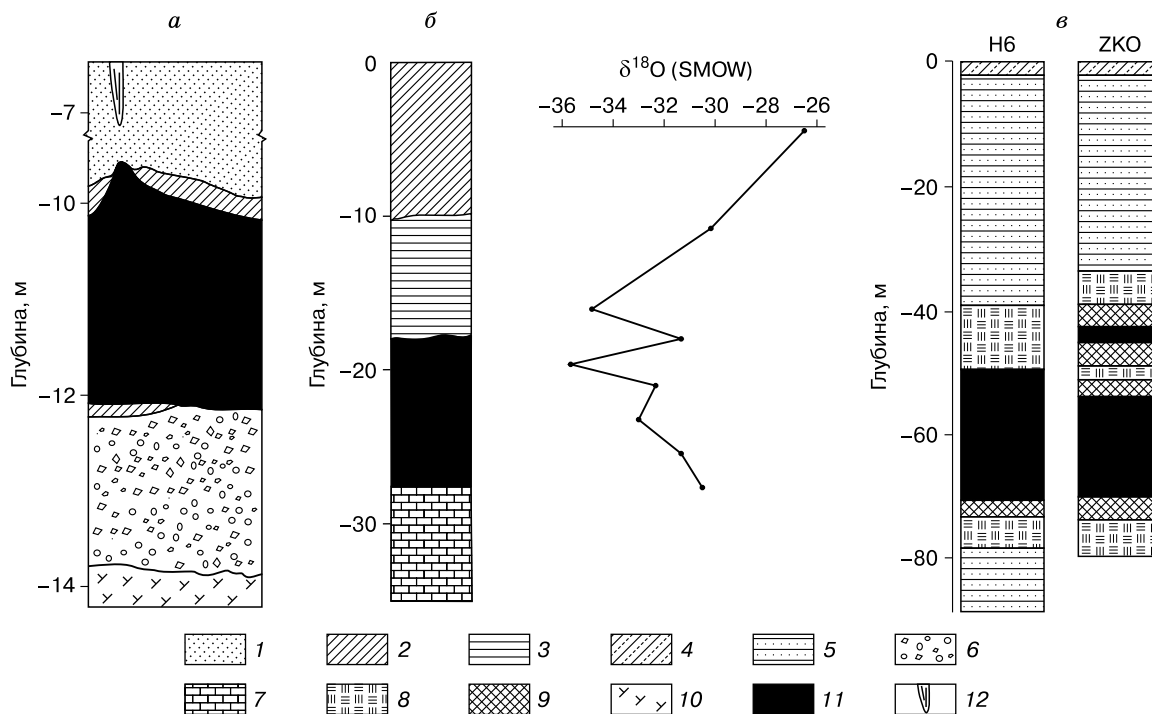 а
б
в
Глубина, м
−7
−10
−12
−14
Глубина, м
0
−10
−20
−30
δ¹⁸O (SMOW)
−36 −34 −32 −30 −28 −26
Глубина, м
H6 ZKO
0
−20
−40
−60
−80
1 2 3 4 5 6
7 8 9 10 11 12